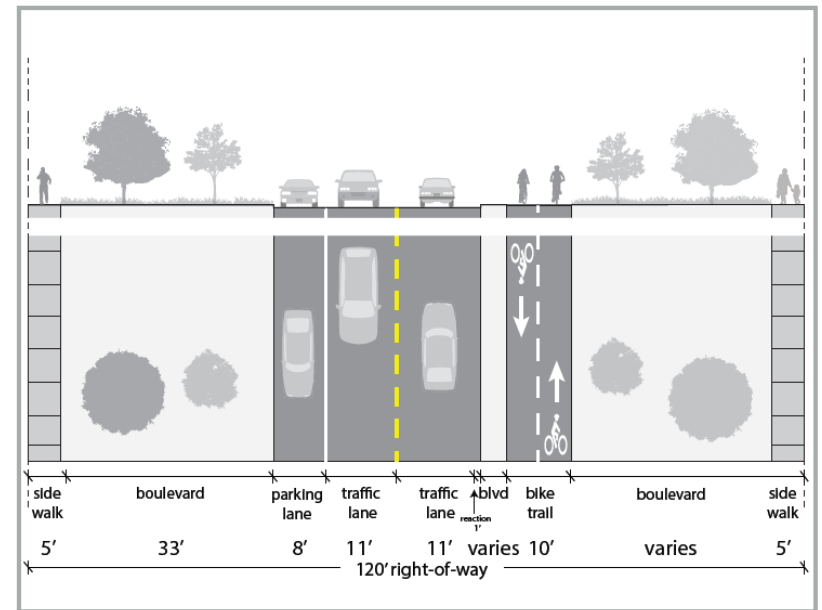 side walk
boulevard
parking lane
traffic lane
traffic lane
reaction 1′
blvd
bike trail
boulevard
side walk
5′ 33′ 8′ 11′ 11′ varies 10′ varies 5′
120′ right-of-way